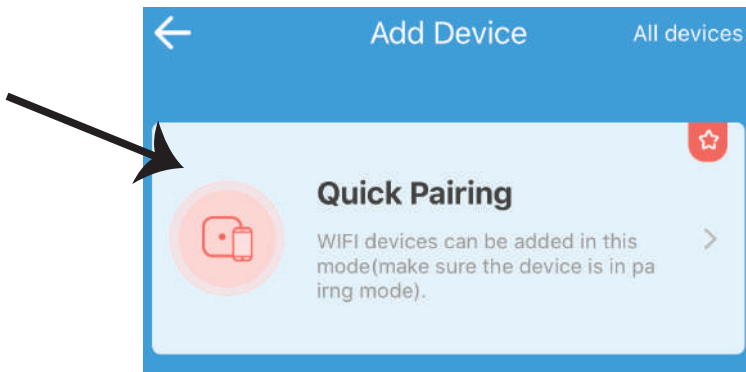 Add Device
All devices
Quick Pairing
WIFI devices can be added in this
mode(make sure the device is in pa
irng mode).